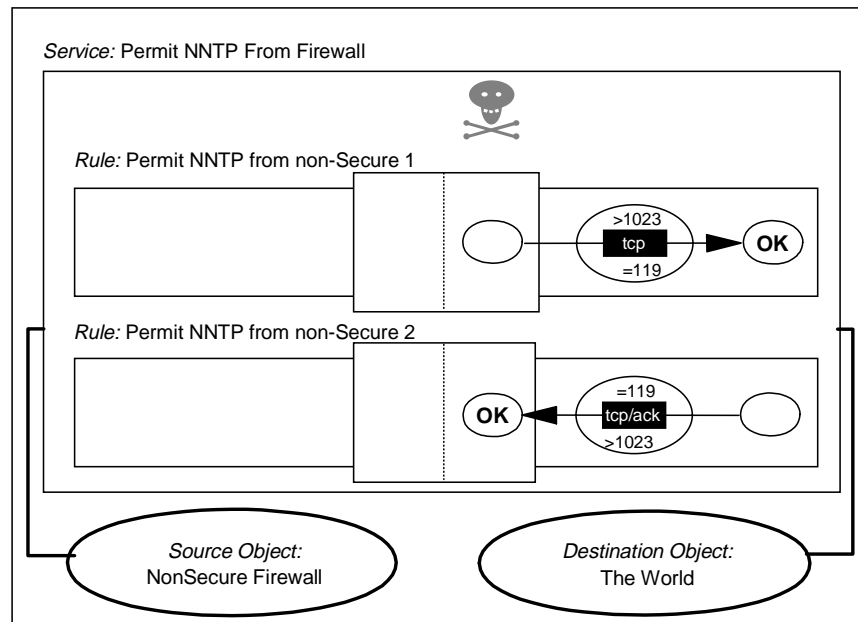 Service: Permit NNTP From Firewall
Rule: Permit NNTP from non-Secure 1
>1023
tcp
=119
OK
Rule: Permit NNTP from non-Secure 2
OK
=119
tcp/ack
>1023
Source Object:
NonSecure Firewall
Destination Object:
The World